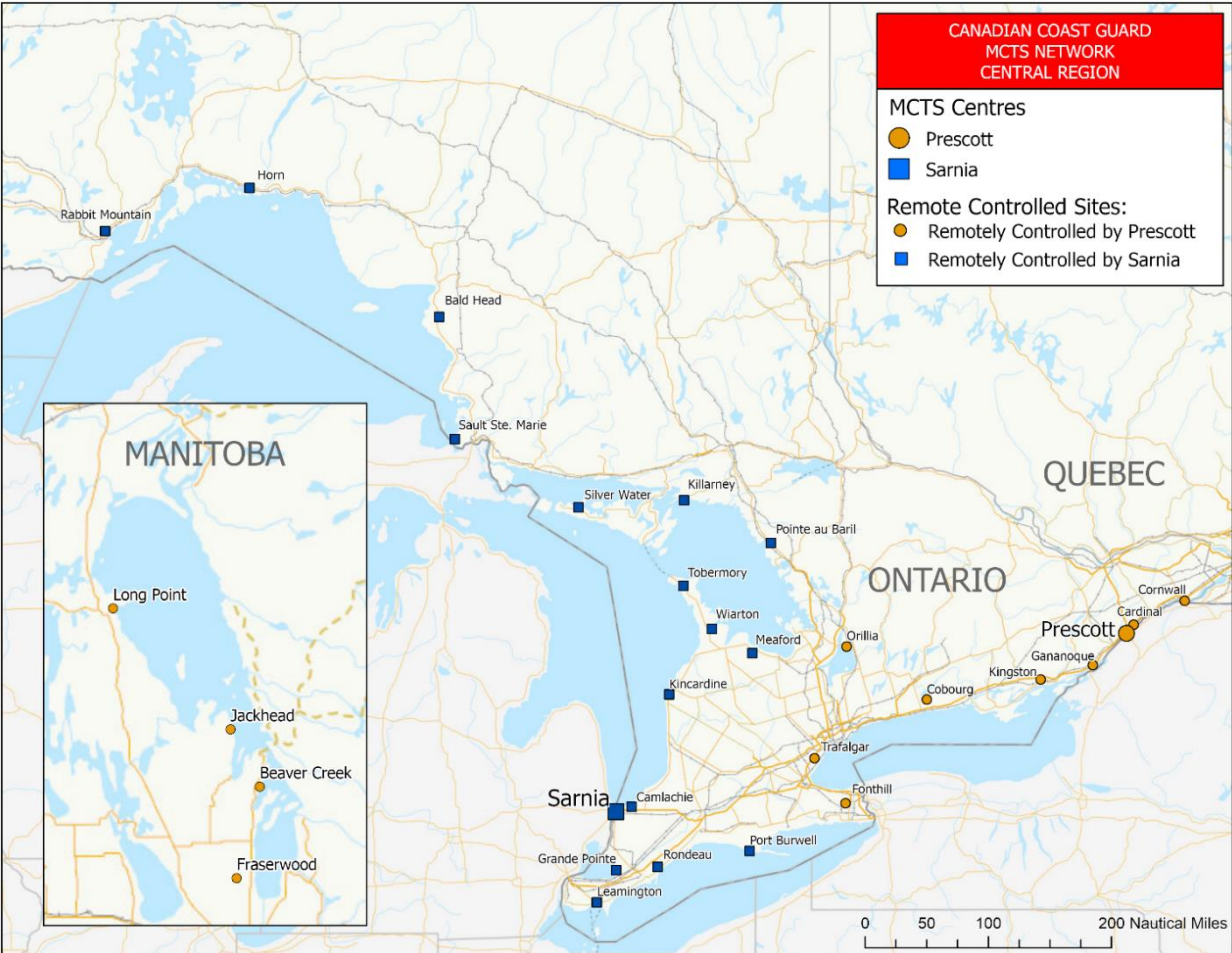 CANADIAN COAST GUARD
MCTS NETWORK
CENTRAL REGION
MCTS Centres
Prescott
Sarnia
Remote Controlled Sites:
Remotely Controlled by Prescott
Remotely Controlled by Sarnia
Horn
Rabbit Mountain
Bald Head
Sault Ste. Marie
MANITOBA
Long Point
Jackhead
Beaver Creek
Fraserwood
QUEBEC
ONTARIO
Silver Water
Killarney
Pointe au Baril
Tobermory
Wiarton
Meaford
Orillia
Cornwall
Cardinal
Prescott
Gananoque
Kingston
Kincardine
Cobourg
Trafalgar
Fonthill
Sarnia
Camlachie
Port Burwell
Grande Pointe
Rondeau
Leamington
0 50 100 200 Nautical Miles